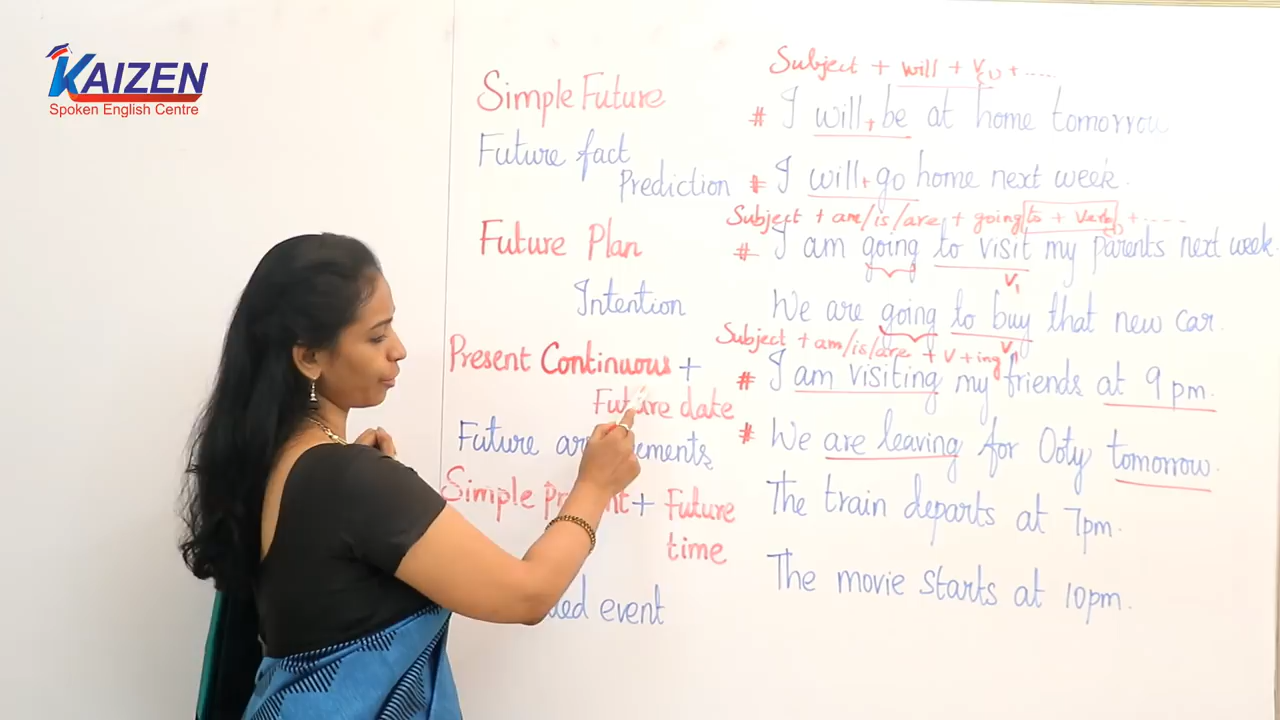 KAIZEN
Spoken English Centre
Simple Future
Future fact
Prediction
Future Plan
Intention
Present Continuous +
Future date
Future
Simple Present + Future
time
event
Subject + will + V(1) + .....
# I will + be at home tomorrow
# I will + go home next week.
Subject + am/is/are + going to + verb + .....
# I am going to visit my parents next week.
V1
We are going to buy that new car.
V1
Subject + am/is/are + V + ing
# I am visiting my friends at 9 pm.
# We are leaving for Ooty tomorrow.
The train departs at 7pm.
The movie starts at 10pm.